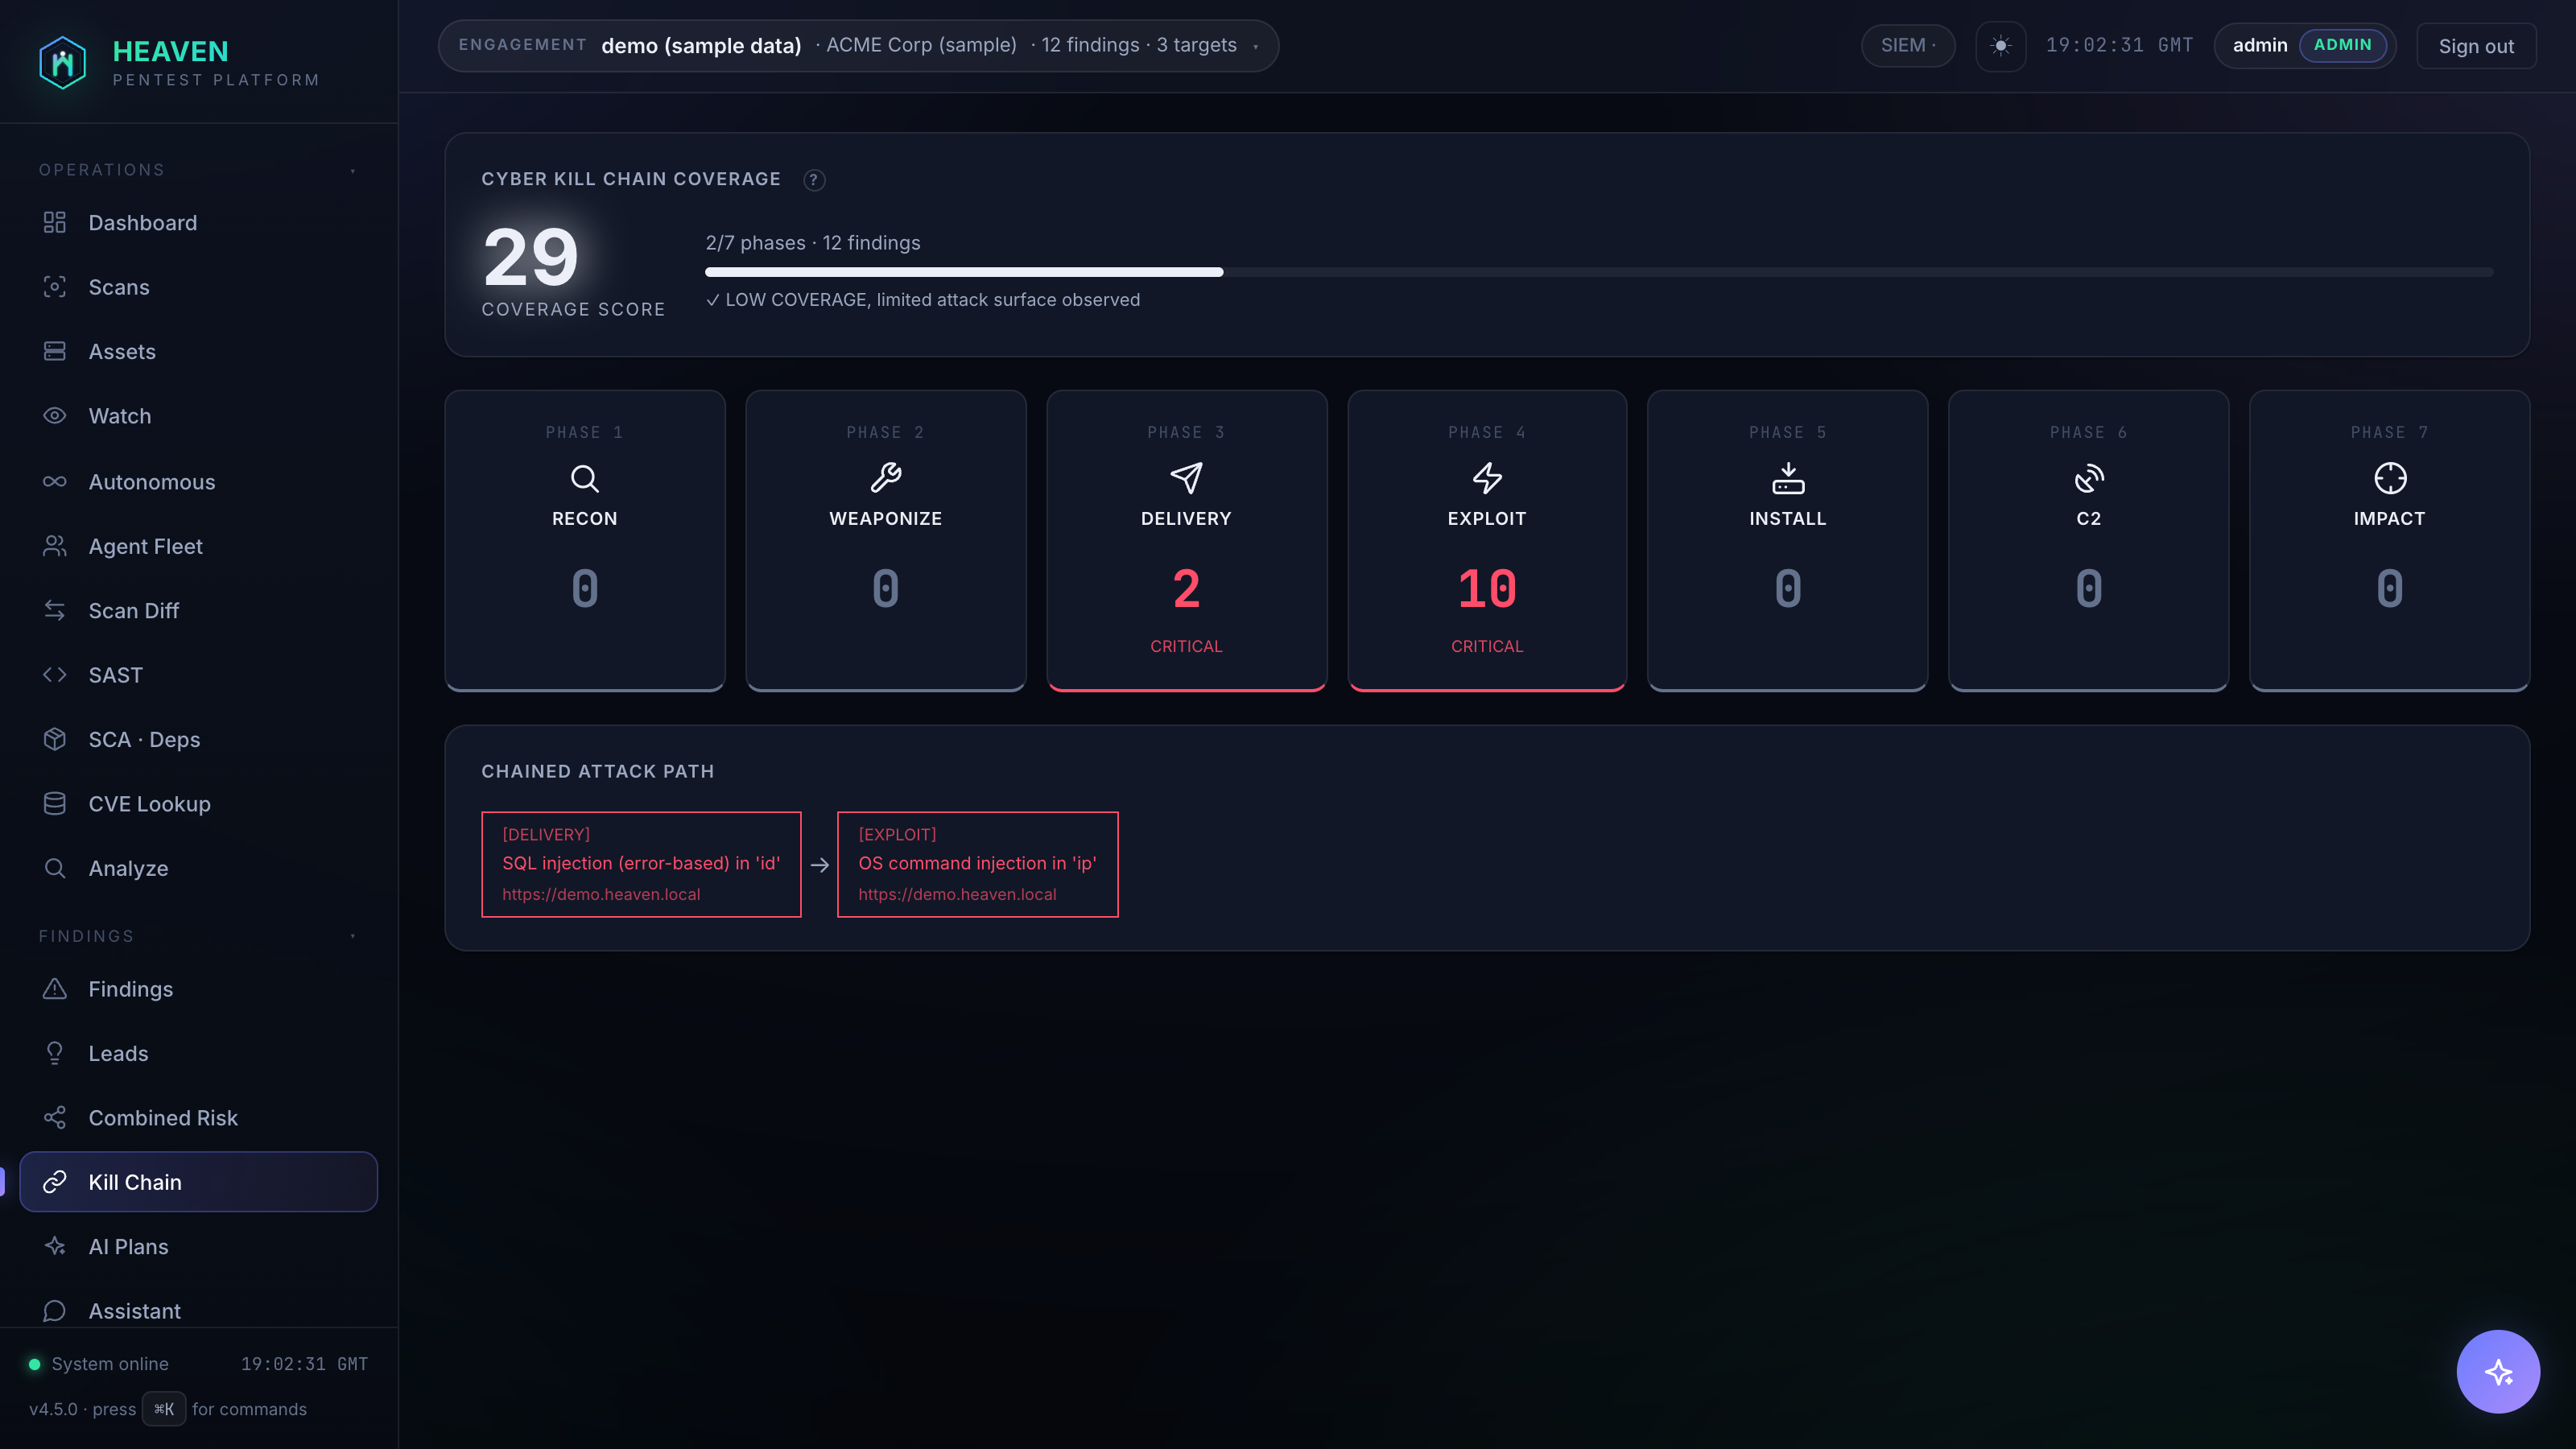 HEAVEN
PENTEST PLATFORM
ENGAGEMENT demo (sample data) · ACME Corp (sample) · 12 findings · 3 targets ▾
SIEM ·
19:02:31 GMT
admin ADMIN
Sign out
OPERATIONS ▾
Dashboard
Scans
Assets
Watch
Autonomous
Agent Fleet
Scan Diff
SAST
SCA · Deps
CVE Lookup
Analyze
FINDINGS ▾
Findings
Leads
Combined Risk
Kill Chain
AI Plans
Assistant
System online 19:02:31 GMT
v4.5.0 · press ⌘K for commands
CYBER KILL CHAIN COVERAGE ?
29
COVERAGE SCORE
2/7 phases · 12 findings
✓ LOW COVERAGE, limited attack surface observed
PHASE 1
RECON
0
PHASE 2
WEAPONIZE
0
PHASE 3
DELIVERY
2
CRITICAL
PHASE 4
EXPLOIT
10
CRITICAL
PHASE 5
INSTALL
0
PHASE 6
C2
0
PHASE 7
IMPACT
0
CHAINED ATTACK PATH
[DELIVERY]
SQL injection (error-based) in 'id'
https://demo.heaven.local
→
[EXPLOIT]
OS command injection in 'ip'
https://demo.heaven.local